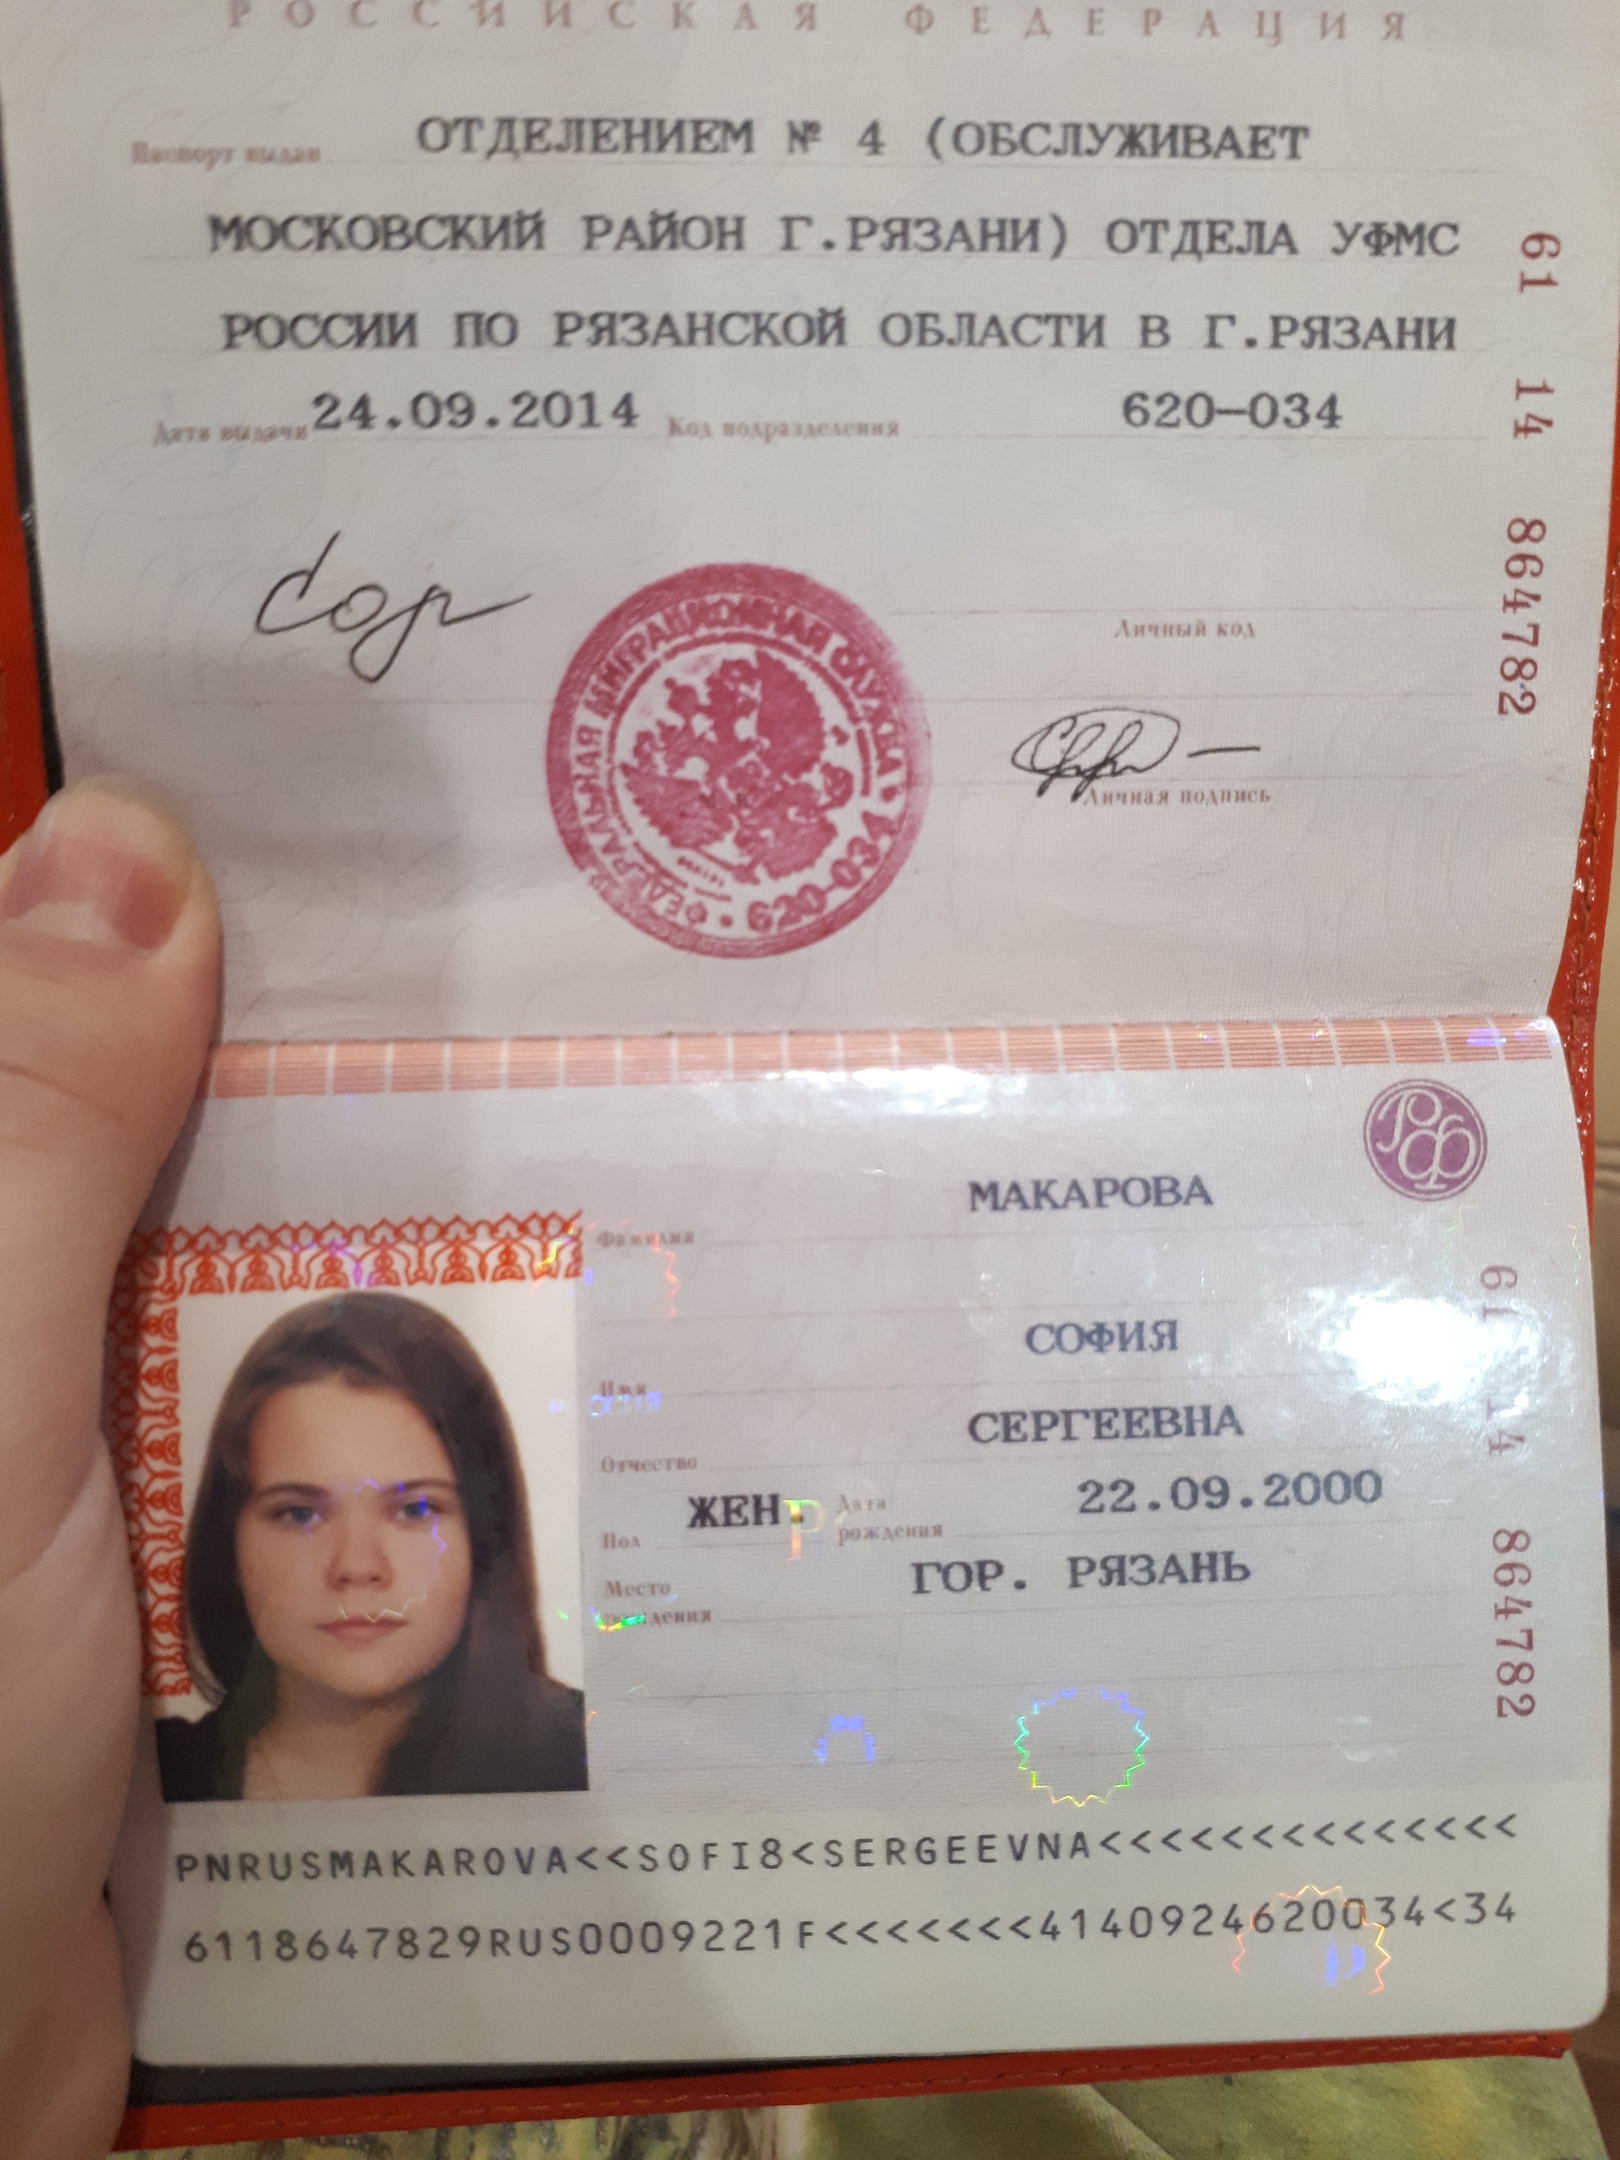 РОССИЙСКАЯ ФЕДЕРАЦИЯ
Паспорт выдан ОТДЕЛЕНИЕМ № 4 (ОБСЛУЖИВАЕТ
МОСКОВСКИЙ РАЙОН Г.РЯЗАНИ) ОТДЕЛА УФМС
РОССИИ ПО РЯЗАНСКОЙ ОБЛАСТИ В Г.РЯЗАНИ
Дата выдачи 24.09.2014 Код подразделения 620-034
61 14 864782
Личный код
Личная подпись
ФЕДЕРАЛЬНАЯ МИГРАЦИОННАЯ СЛУЖБА
620-034
РФ
МАКАРОВА
Фамилия
СОФИЯ
Имя
СЕРГЕЕВНА
Отчество
Пол ЖЕН. Дата рождения 22.09.2000
Место рождения ГОР. РЯЗАНЬ
61 14 864782
PNRUSMAKAROVA<<SOFI8<SERGEEVNA<<<<<<<<<<<<<<
6118647829RUS0009221F<<<<<<<4140924620034<34